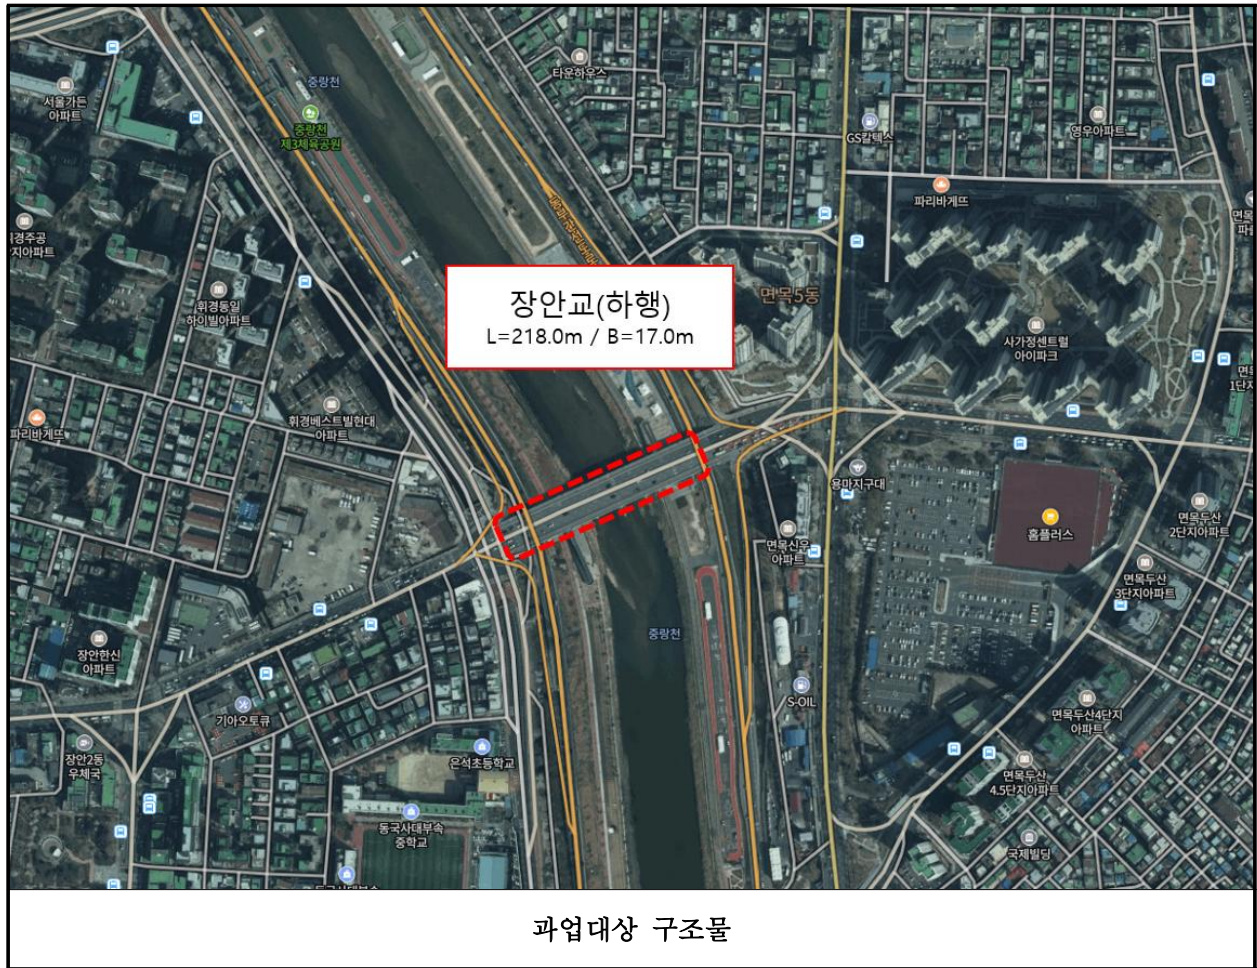 중랑천
타운하우스
서울가든
아파트
중랑천
제3체육공원
GS칼텍스
영우아파트
파리바게뜨
면목
휘경주공
지아파트
휘경동일
하이빌아파트
장안교(하행)
L=218.0m / B=17.0m
면목5동
사가정센트럴
아이파크
면목
1단지
파리바게뜨
휘경베스트빌현대
아파트
용마지구대
홈플러스
면목두산
2단지아파트
면목신우
아파트
면목두산
3단지아파트
중랑천
장안한신
아파트
S-OIL
기아오토큐
면목두산4단지
아파트
장안2동
우체국
은석초등학교
면목두산
4.5단지아파트
동국사대부속
중학교
국제빌딩
동국사대부속
과업대상 구조물